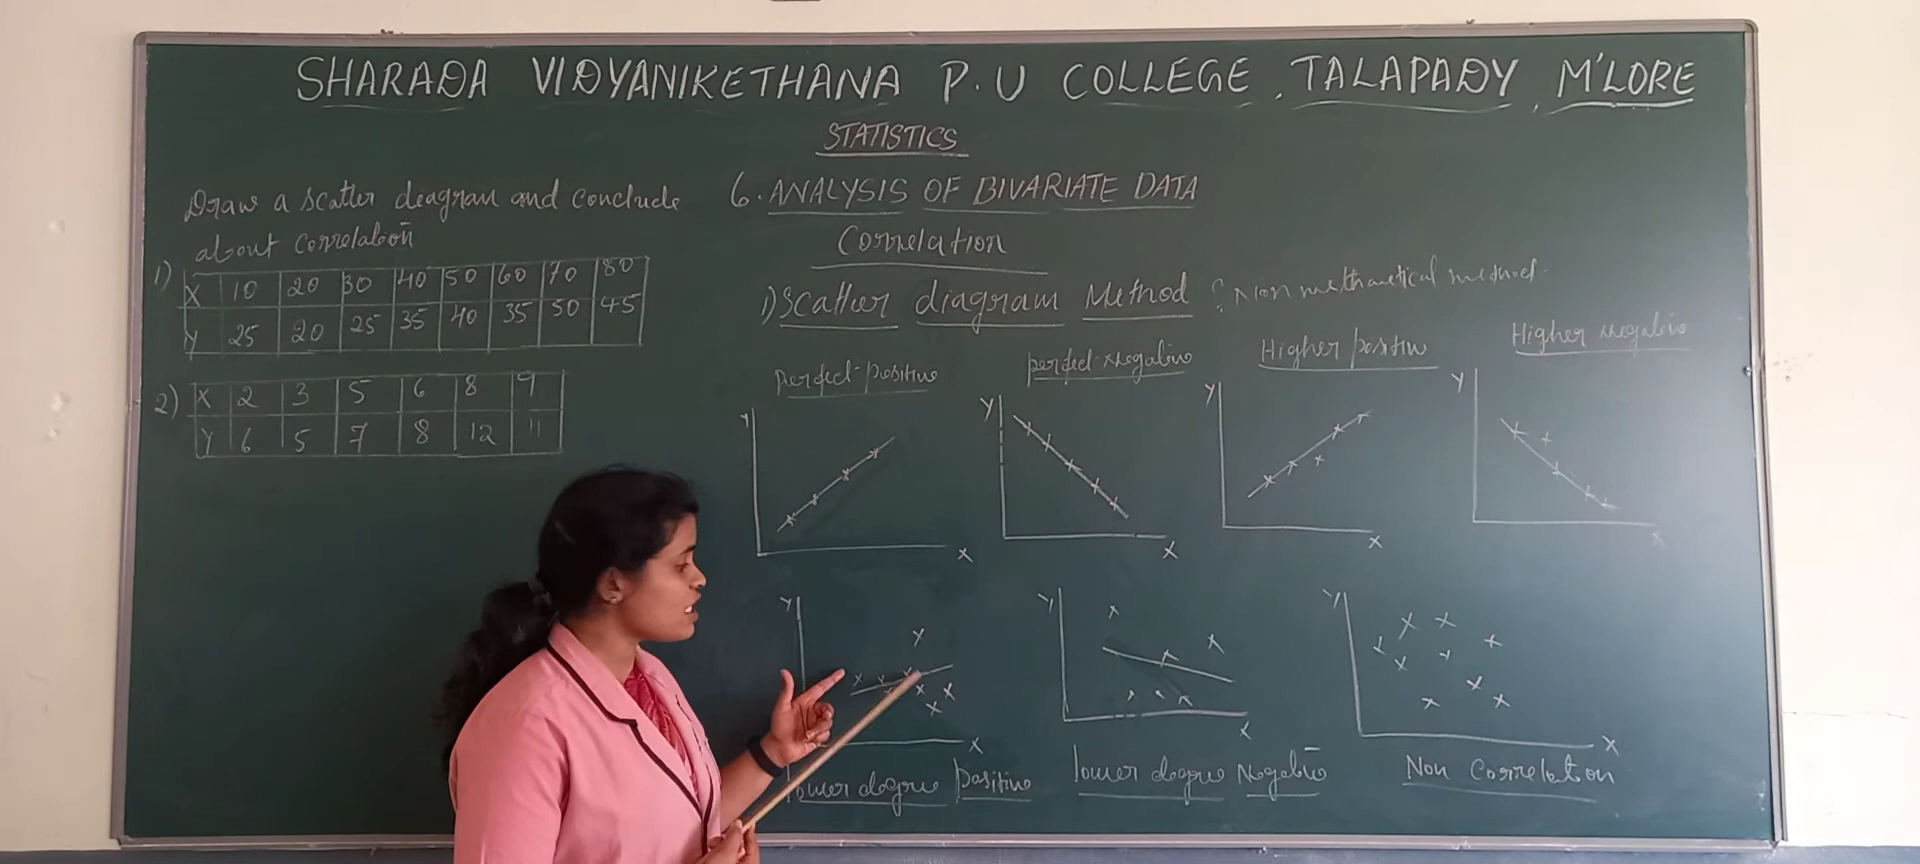 SHARADA VIDYANIKETHANA P.U COLLEGE, TALAPADY, M'LORE
STATISTICS
Draw a scatter deagram and conclude
about correlation
1)
X 10 20 30 40 50 60 70 80
Y 25 20 25 35 40 35 50 45
2)
X 2 3 5 6 8 9
Y 6 5 7 8 12 11
6. ANALYSIS OF BIVARIATE DATA
Correlation
1) Scatter diagram Method : Non methametical method.
Perfect-positive
perfect-negative
Higher positive
Higher negative
Y X
Y X
Y X
Y X
Y X
Y X
Y X
lower degree positive
lower degree Negative
Non Correlation